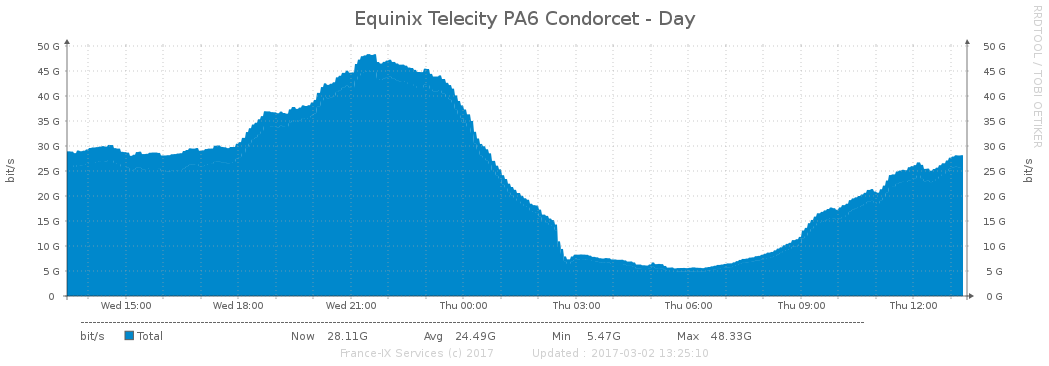 Equinix Telecity PA6 Condorcet - Day
RRDTOOL / TOBI OETIKER
50 G 50 G
45 G 45 G
40 G 40 G
35 G 35 G
30 G 30 G
25 G 25 G
20 G 20 G
15 G 15 G
10 G 10 G
5 G 5 G
0 0 G
bit/s bit/s
Wed 15:00 Wed 18:00 Wed 21:00 Thu 00:00 Thu 03:00 Thu 06:00 Thu 09:00 Thu 12:00
bit/s Total Now 28.11G Avg 24.49G Min 5.47G Max 48.33G
France-IX Services (c) 2017 Updated : 2017-03-02 13:25:10